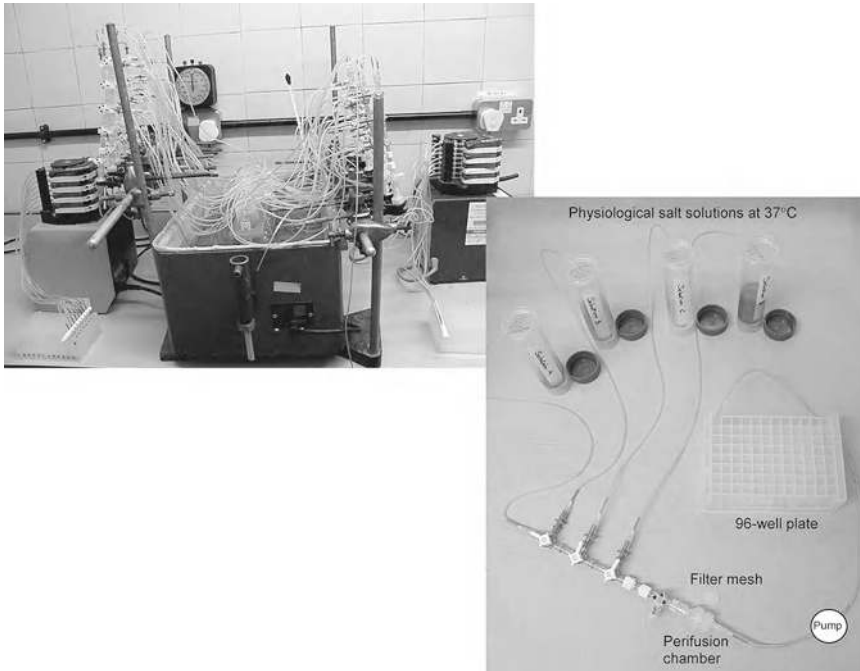 Physiological salt solutions at 37°C
96-well plate
Filter mesh
Pump
Perifusion
chamber